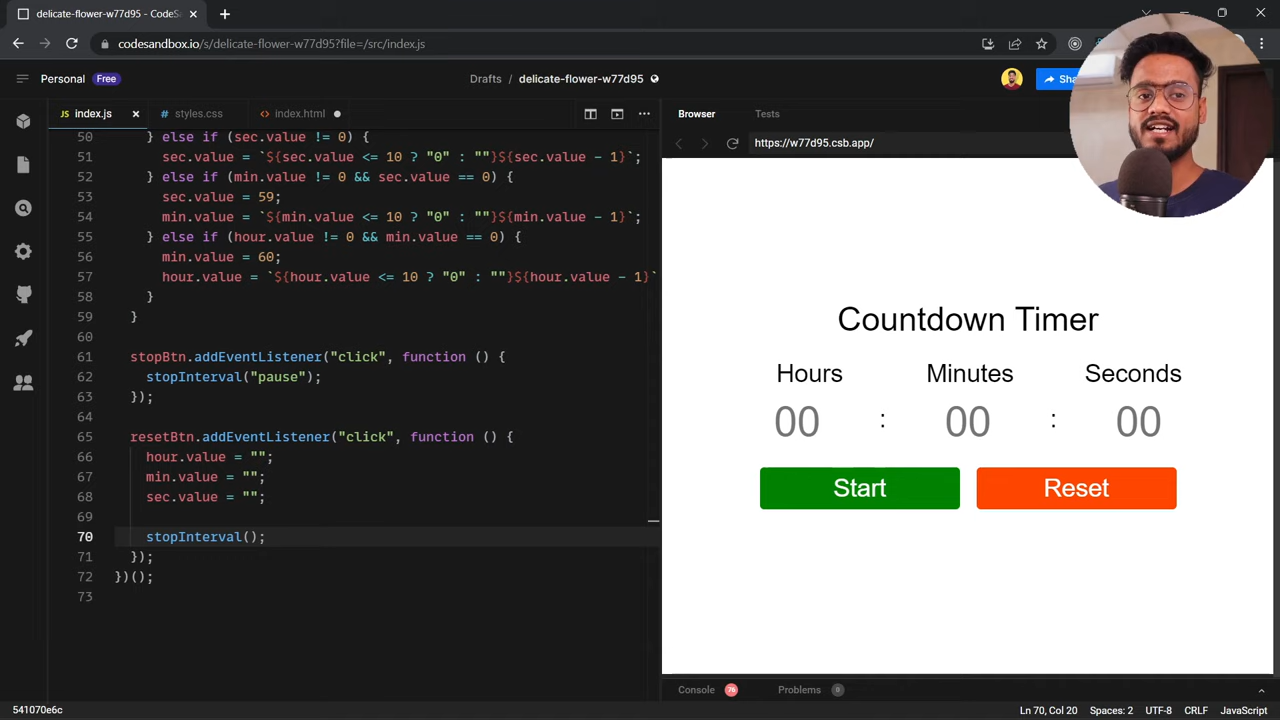 delicate-flower-w77d95 - CodeS
codesandbox.io/s/delicate-flower-w77d95?file=/src/index.js
Personal Free
Drafts / delicate-flower-w77d95
index.js
styles.css
index.html
50 } else if (sec.value != 0) {
51 sec.value = `${sec.value <= 10 ? "0" : ""}${sec.value - 1}`;
52 } else if (min.value != 0 && sec.value == 0) {
53 sec.value = 59;
54 min.value = `${min.value <= 10 ? "0" : ""}${min.value - 1}`;
55 } else if (hour.value != 0 && min.value == 0) {
56 min.value = 60;
57 hour.value = `${hour.value <= 10 ? "0" : ""}${hour.value - 1}`
58 }
59 }
60
61 stopBtn.addEventListener("click", function () {
62 stopInterval("pause");
63 });
64
65 resetBtn.addEventListener("click", function () {
66 hour.value = "";
67 min.value = "";
68 sec.value = "";
69
70 stopInterval();
71 });
72 })();
73
541070e6c
Browser
Tests
https://w77d95.csb.app/
Countdown Timer
Hours Minutes Seconds
00 : 00 : 00
Start Reset
Console 76 Problems 0
Ln 70, Col 20 Spaces: 2 UTF-8 CRLF JavaScript